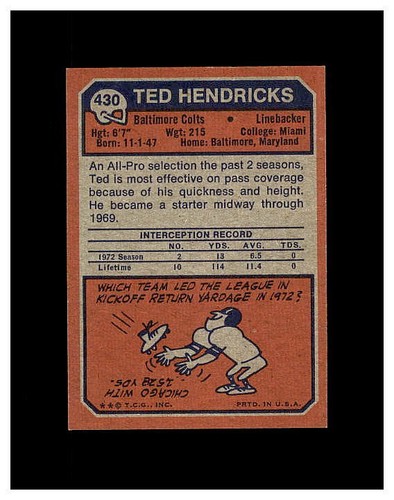 430 TED HENDRICKS
Baltimore Colts • Linebacker
Hgt: 6'7" Wgt: 215 College: Miami
Born: 11-1-47 Home: Baltimore, Maryland
An All-Pro selection the past 2 seasons,
Ted is most effective on pass coverage
because of his quickness and height.
He became a starter midway through
1969.
INTERCEPTION RECORD
NO. YDS. AVG. TDS.
1972 Season 2 13 6.5 0
Lifetime 10 114 11.4 0
WHICH TEAM LED THE LEAGUE IN
KICKOFF RETURN YARDAGE IN 1972?
CHICAGO WITH
1,528 YDS.
★★© T.C.G., INC. PRTD. IN U.S.A.